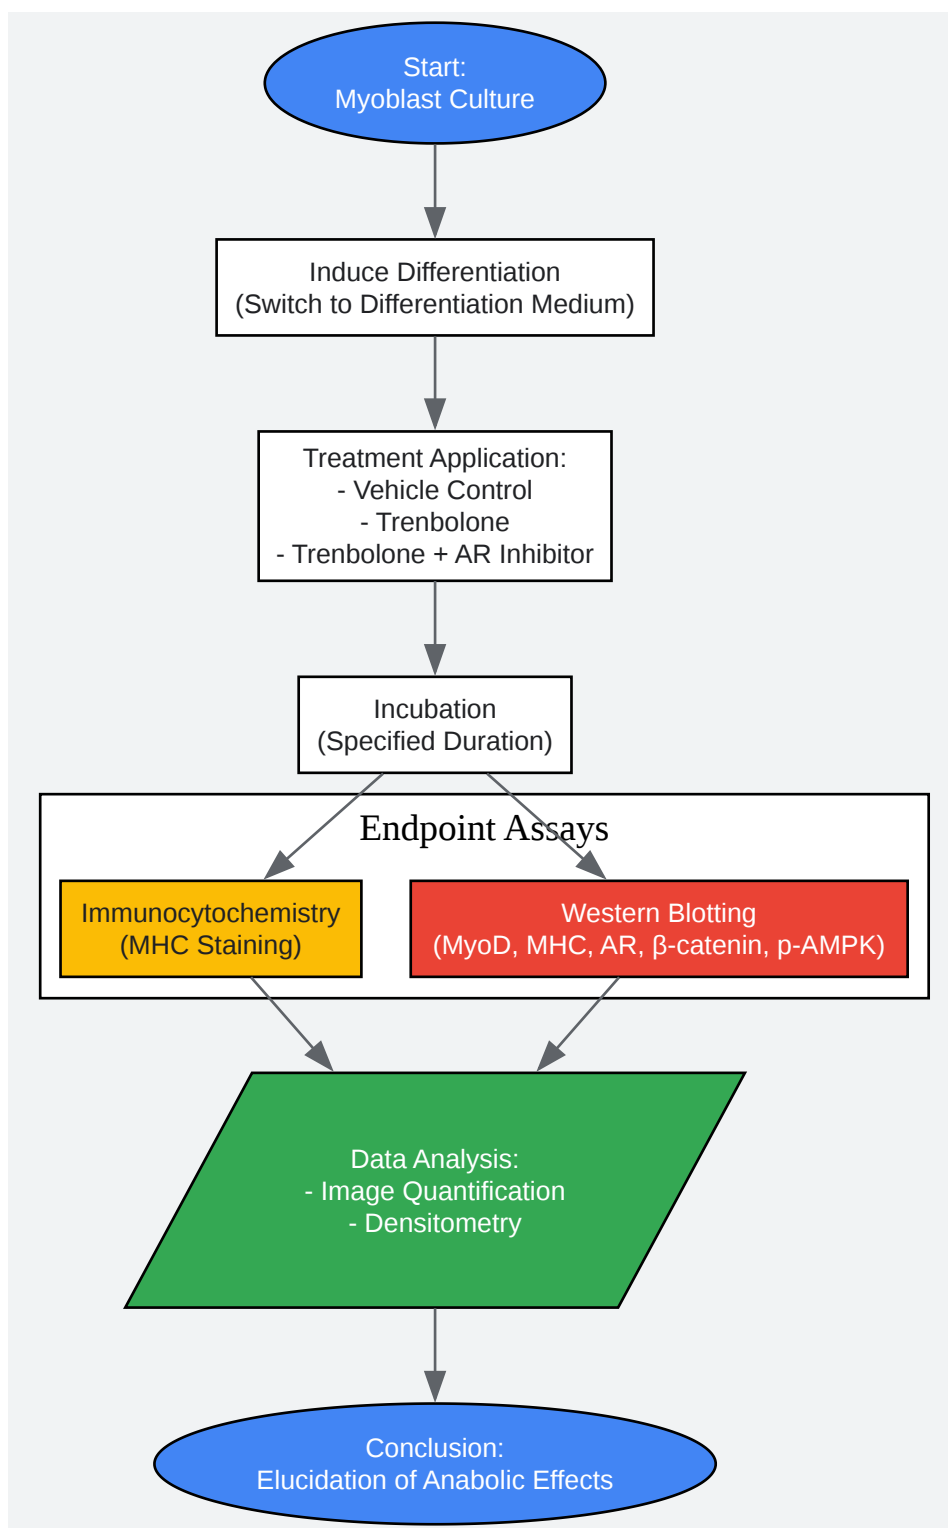 Start:
Myoblast Culture
Induce Differentiation
(Switch to Differentiation Medium)
Treatment Application:
- Vehicle Control
- Trenbolone
- Trenbolone + AR Inhibitor
Incubation
(Specified Duration)
Endpoint Assays
Immunocytochemistry
(MHC Staining)
Western Blotting
(MyoD, MHC, AR, β-catenin, p-AMPK)
Data Analysis:
- Image Quantification
- Densitometry
Conclusion:
Elucidation of Anabolic Effects